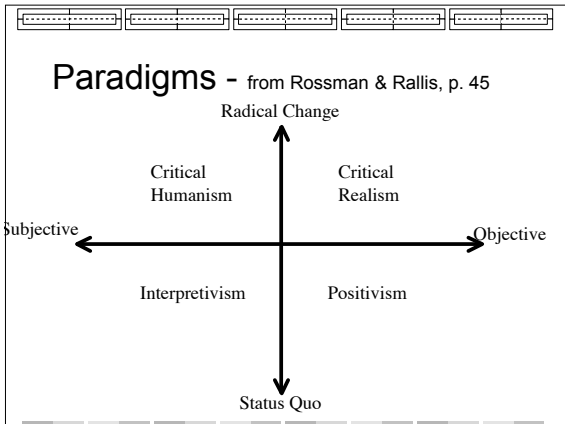 Paradigms - from Rossman & Rallis, p. 45
Radical Change
Critical
Humanism
Critical
Realism
Subjective
Objective
Interpretivism
Positivism
Status Quo